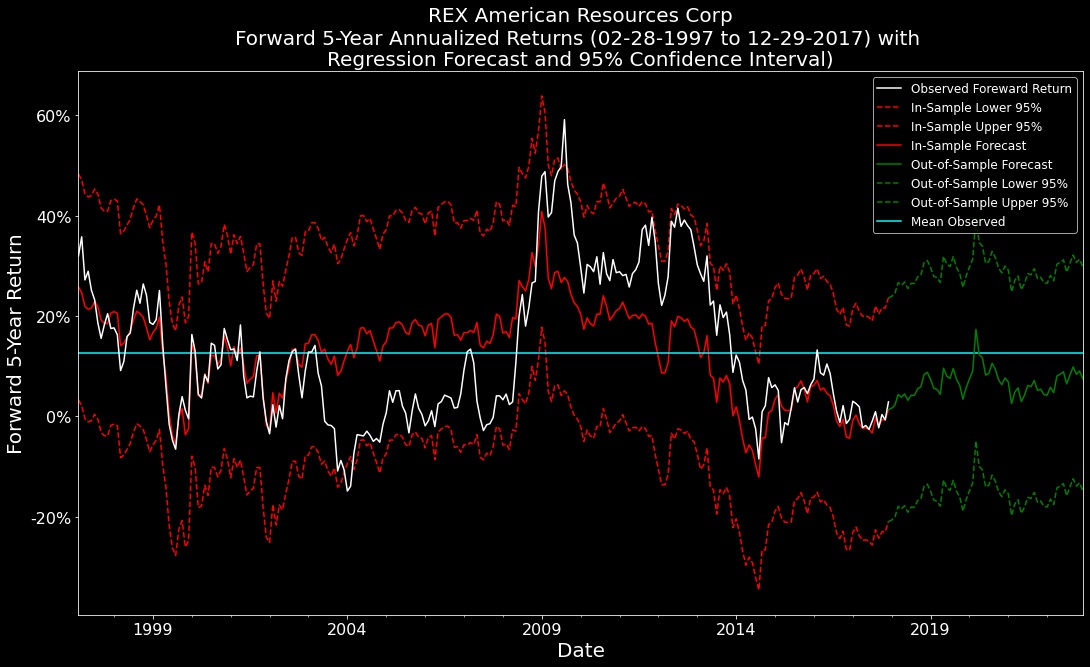 REX American Resources Corp
Forward 5-Year Annualized Returns (02-28-1997 to 12-29-2017) with
Regression Forecast and 95% Confidence Interval)
Observed Foreward Return
In-Sample Lower 95%
In-Sample Upper 95%
In-Sample Forecast
Out-of-Sample Forecast
Out-of-Sample Lower 95%
Out-of-Sample Upper 95%
Mean Observed
Forward 5-Year Return
60%
40%
20%
0%
-20%
1999
2004
2009
2014
2019
Date